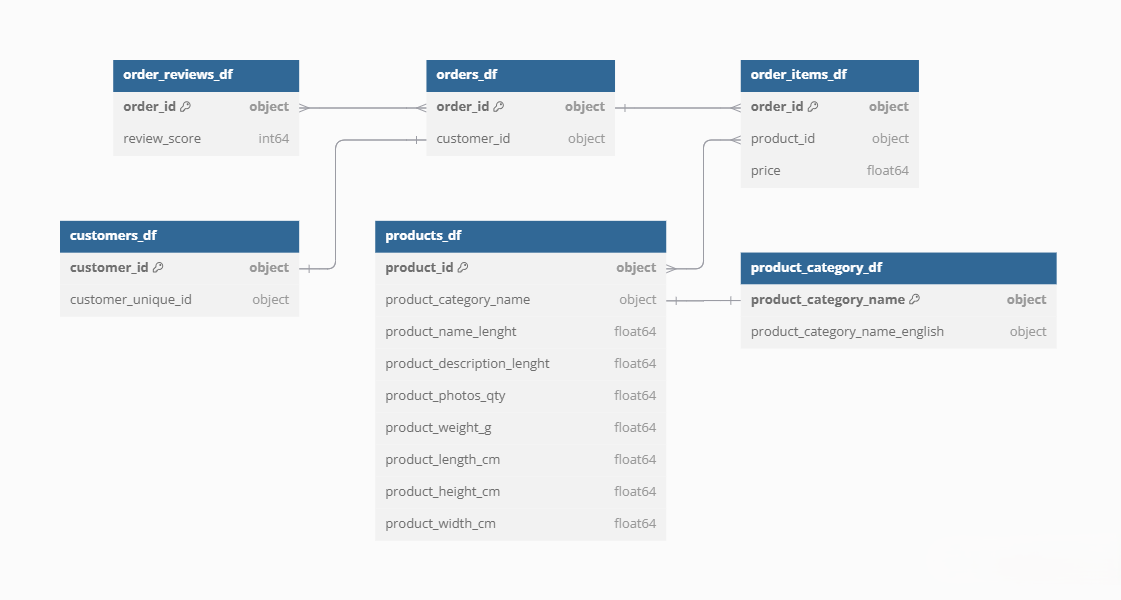 order_reviews_df
order_id object
review_score int64
orders_df
order_id object
customer_id object
order_items_df
order_id object
product_id object
price float64
customers_df
customer_id object
customer_unique_id object
products_df
product_id object
product_category_name object
product_name_lenght float64
product_description_lenght float64
product_photos_qty float64
product_weight_g float64
product_length_cm float64
product_height_cm float64
product_width_cm float64
product_category_df
product_category_name object
product_category_name_english object